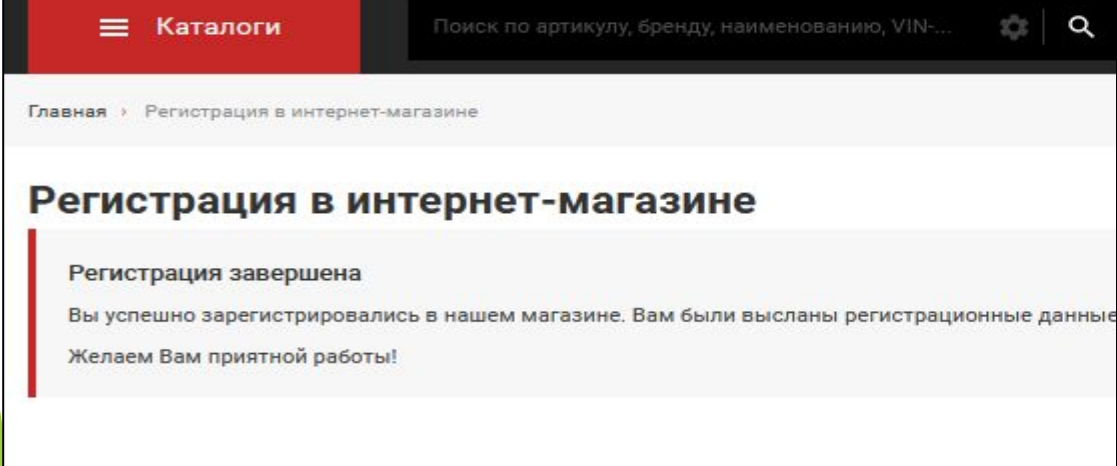 Каталоги
Поиск по артикулу, бренду, наименованию, VIN-...
Главная › Регистрация в интернет-магазине
Регистрация в интернет-магазине
Регистрация завершена
Вы успешно зарегистрировались в нашем магазине. Вам были высланы регистрационные данные
Желаем Вам приятной работы!